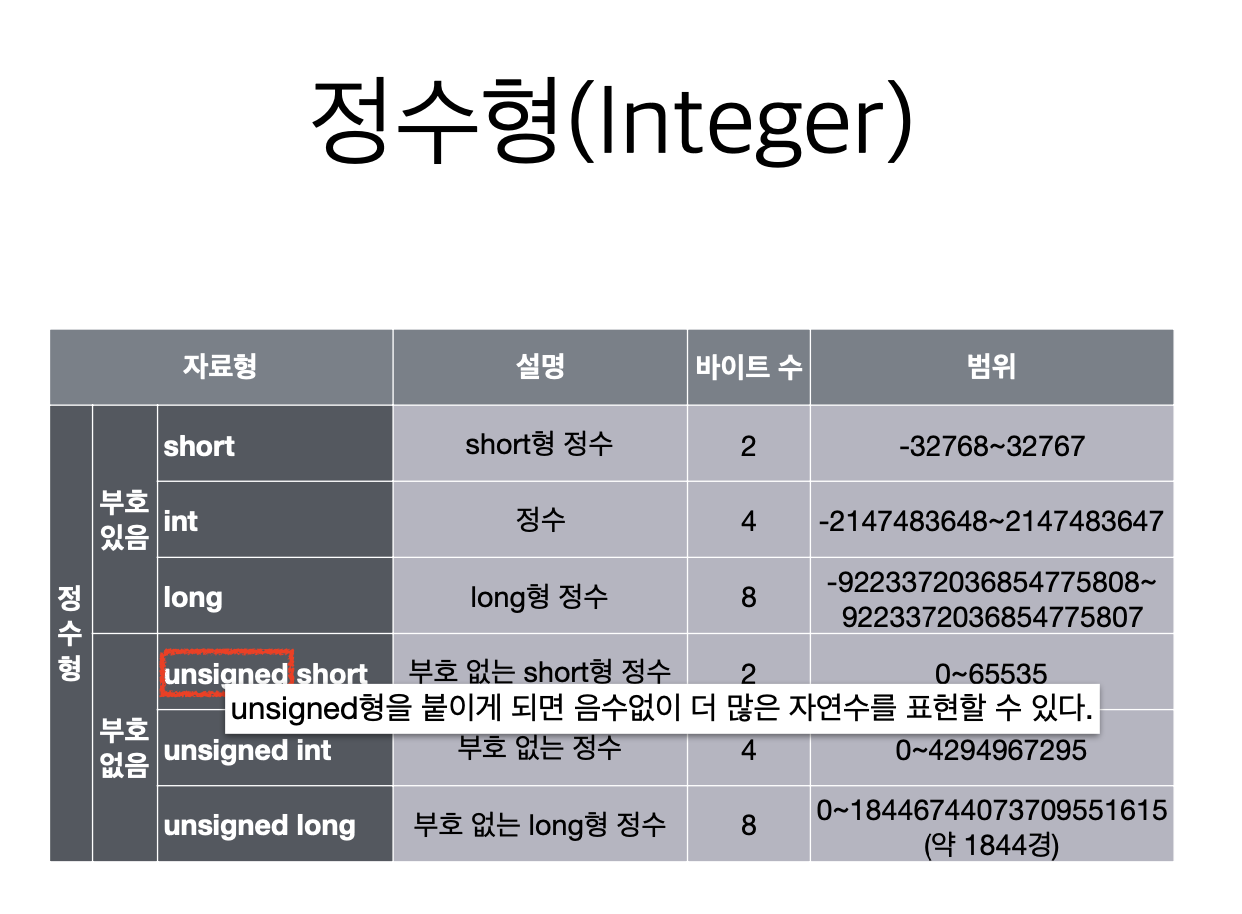 정수형(Integer)
자료형 설명 바이트 수 범위
정수형
부호
있음
short short형 정수 2 -32768~32767
int 정수 4 -2147483648~2147483647
long long형 정수 8 -9223372036854775808~
9223372036854775807
부호
없음
unsigned short 부호 없는 short형 정수 2 0~65535
unsigned형을 붙이게 되면 음수없이 더 많은 자연수를 표현할 수 있다.
unsigned int 부호 없는 정수 4 0~4294967295
unsigned long 부호 없는 long형 정수 8 0~18446744073709551615
(약 1844경)